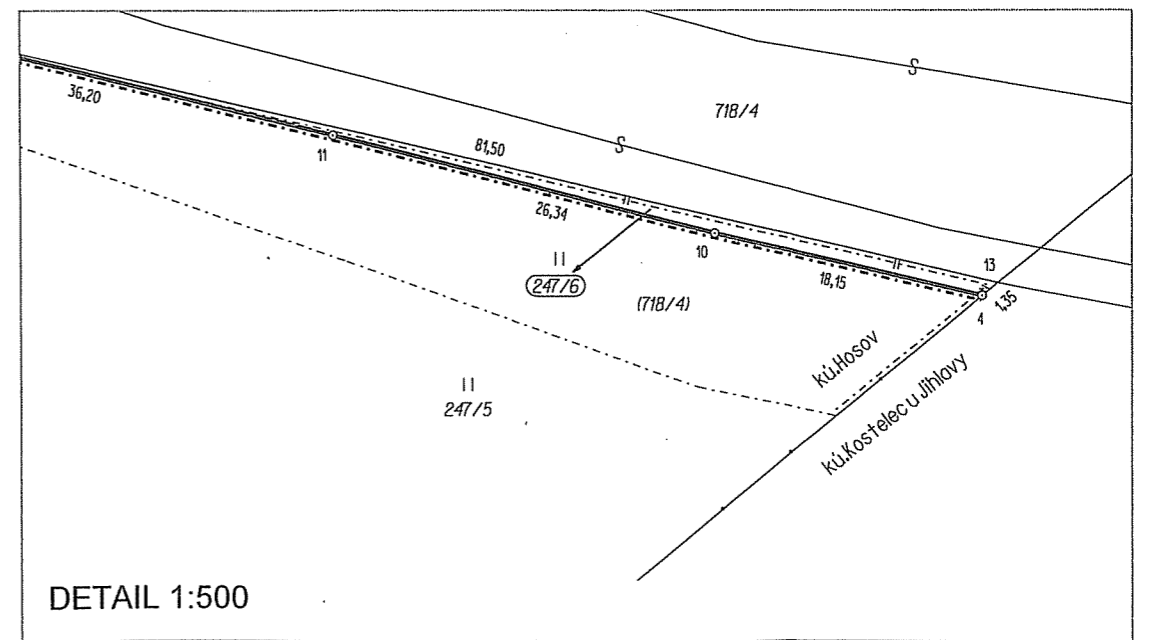 S
718/4
36,20
81,50
S
11
26,34
10
II
247/6
(718/4)
18,15
13
4
1,35
k.ú.Hosov
k.ú.Kostelec u Jihlavy
II
247/5
DETAIL 1:500